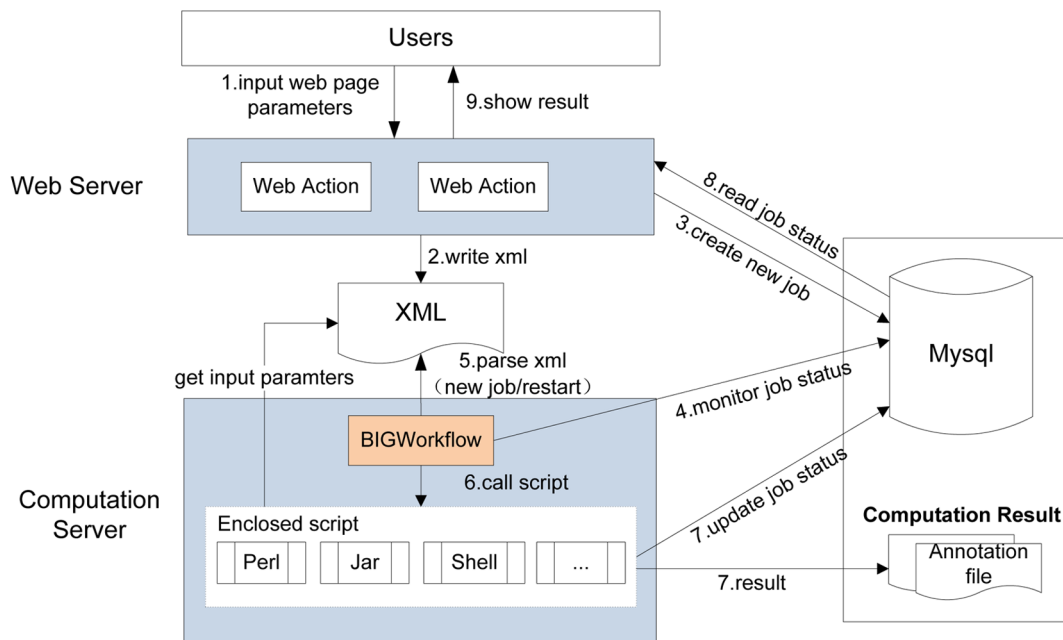 Users
1.input web page
parameters
9.show result
Web Server
Web Action
Web Action
8.read job status
3.create new job
2.write xml
XML
Mysql
get input paramters
5.parse xml
（new job/restart）
4.monitor job status
BIGWorkflow
6.call script
Computation
Server
Enclosed script
Perl
Jar
Shell
...
7.update job status
7.result
Computation Result
Annotation
file